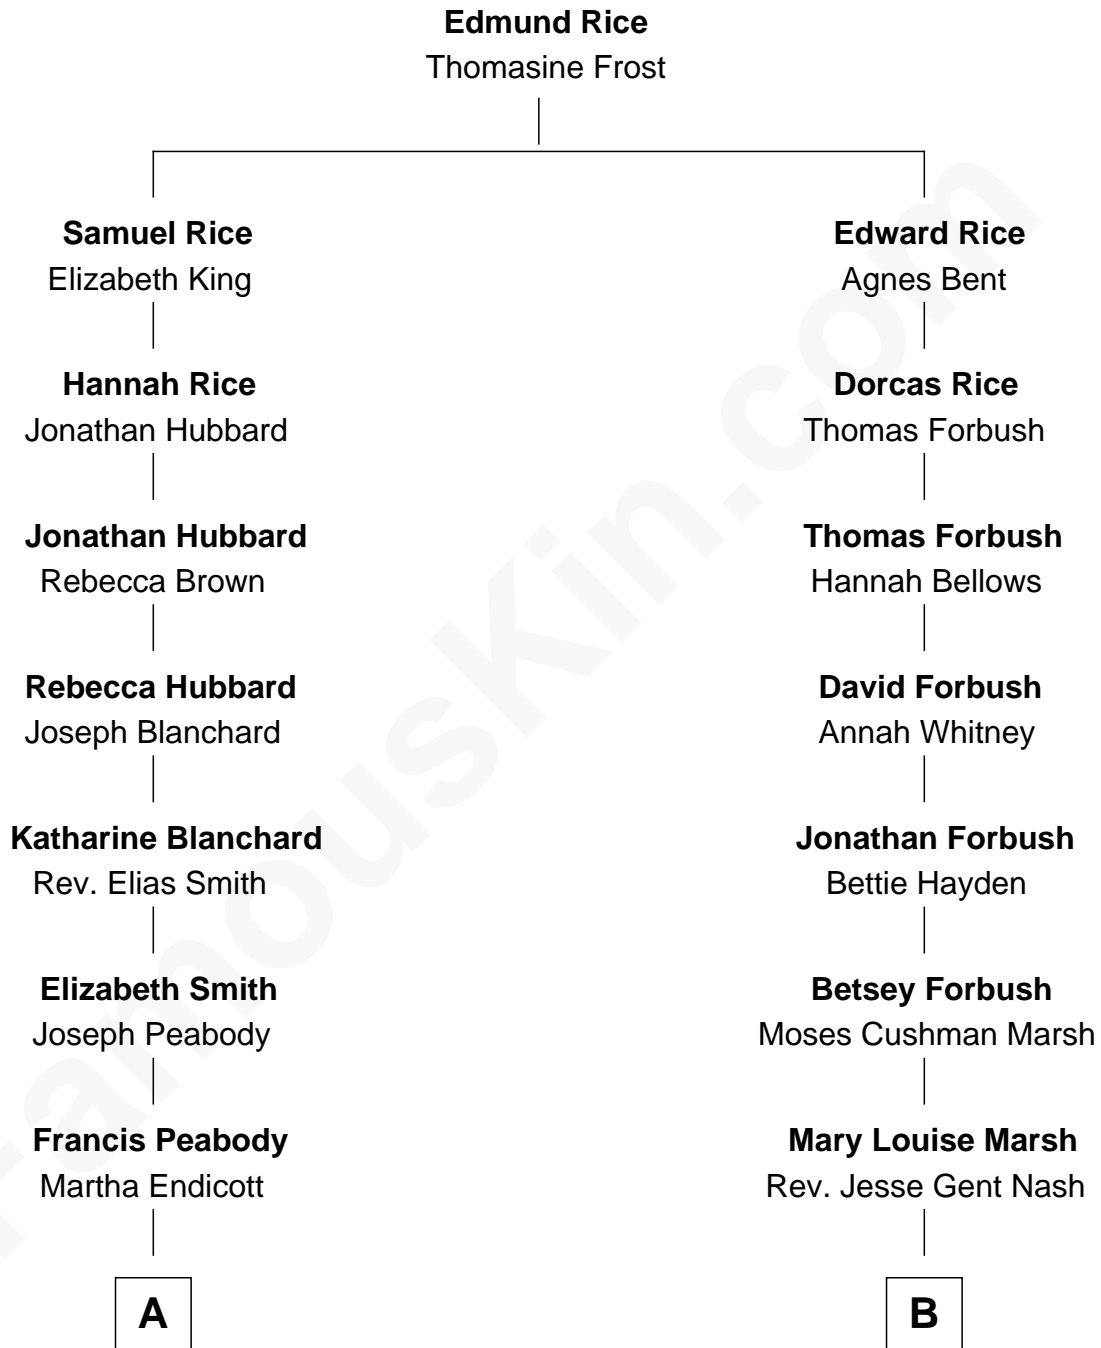 Edmund Rice
Thomasine Frost
Samuel Rice
Elizabeth King
Hannah Rice
Jonathan Hubbard
Jonathan Hubbard
Rebecca Brown
Rebecca Hubbard
Joseph Blanchard
Katharine Blanchard
Rev. Elias Smith
Elizabeth Smith
Joseph Peabody
Francis Peabody
Martha Endicott
A
Edward Rice
Agnes Bent
Dorcas Rice
Thomas Forbush
Thomas Forbush
Hannah Bellows
David Forbush
Annah Whitney
Jonathan Forbush
Bettie Hayden
Betsey Forbush
Moses Cushman Marsh
Mary Louise Marsh
Rev. Jesse Gent Nash
B
FamousKin.com